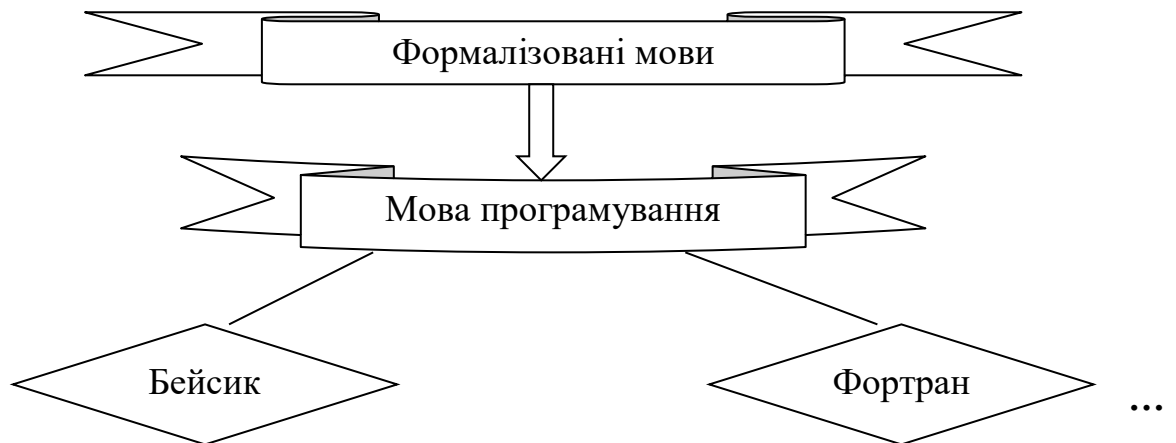 Формалізовані мови
Мова програмування
Бейсик
Фортран
...